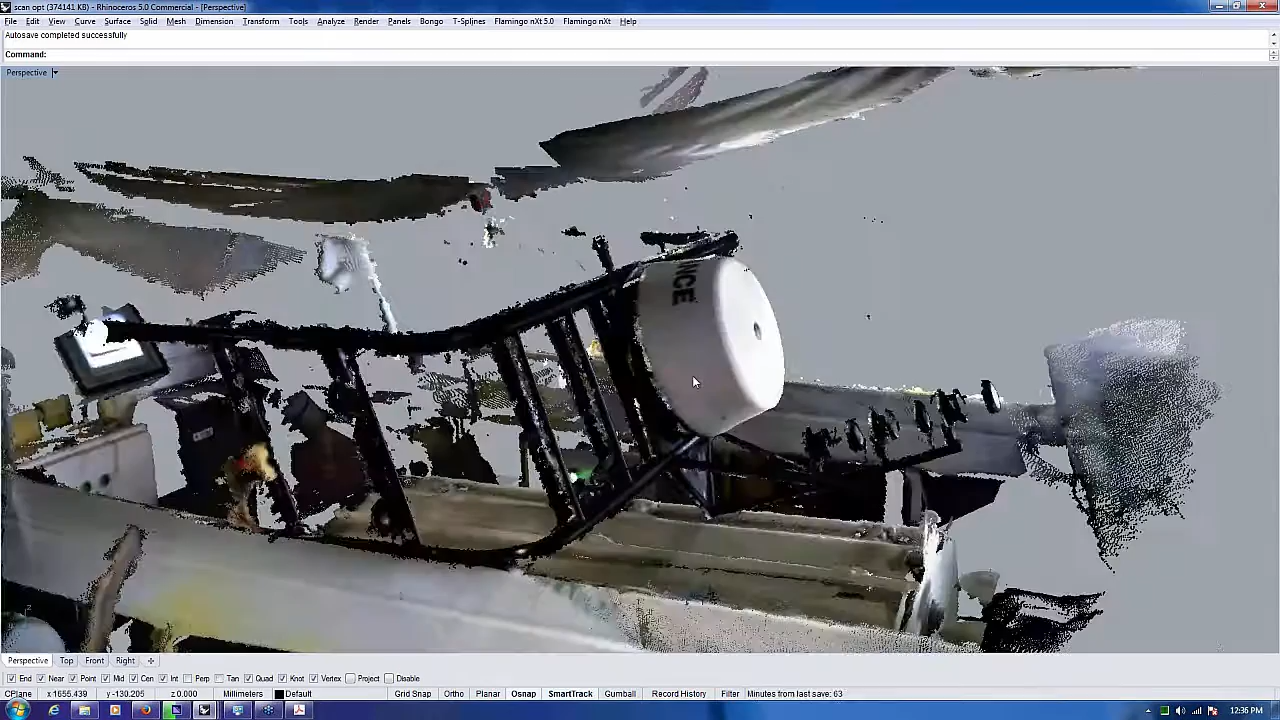 scan opt (374141 KB) - Rhinoceros 5.0 Commercial - [Perspective]
File Edit View Curve Surface Solid Mesh Dimension Transform Tools Analyze Render Panels Bongo T-Splines Flamingo nXt 5.0 Flamingo nXt Help
Autosave completed successfully
Command:
Perspective
NCE
Perspective Top Front Right
End Near Point Mid Cen Int Perp Tan Quad Knot Vertex Project Disable
CPlane x 1655.439 y -130.205 z 0.000 Millimeters Default Grid Snap Ortho Planar Osnap SmartTrack Gumball Record History Filter Minutes from last save: 63
12:36 PM